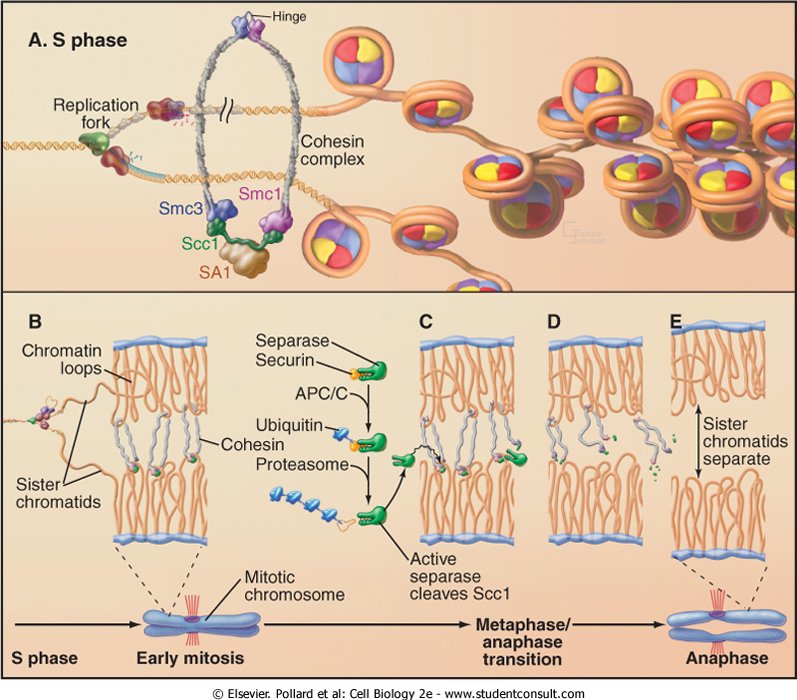 A. S phase
Hinge
Replication
fork
Cohesin
complex
Smc3
Smc1
Scc1
SA1
B
Chromatin
loops
Sister
chromatids
Cohesin
Separase
Securin
APC/C
Ubiquitin
Proteasome
Active
separase
cleaves Scc1
C
D
E
Sister
chromatids
separate
Mitotic
chromosome
S phase
Early mitosis
Metaphase/
anaphase
transition
Anaphase
© Elsevier. Pollard et al: Cell Biology 2e - www.studentconsult.com